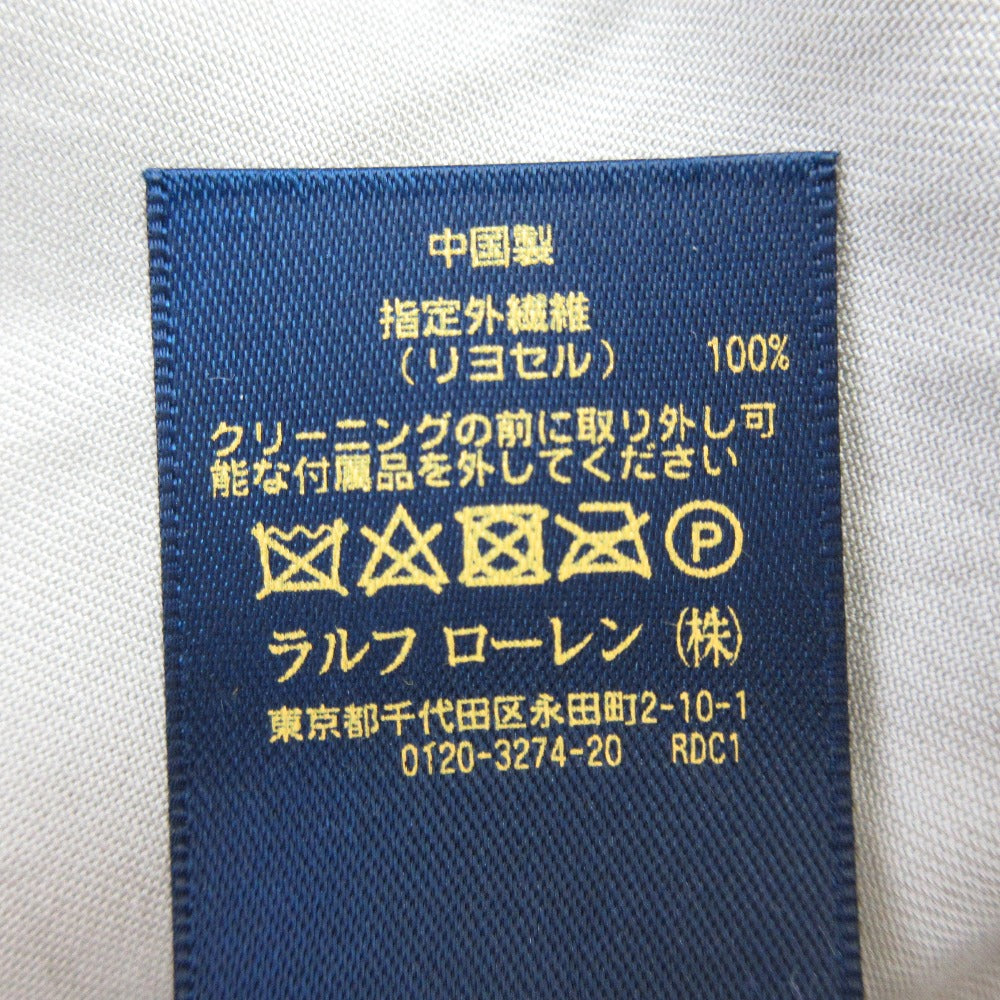 中国製
指定外繊維
（リヨセル） 100%
クリーニングの前に取り外し可
能な付属品を外してください
P
ラルフ ローレン ㈱
東京都千代田区永田町2-10-1
0120-3274-20 RDC1